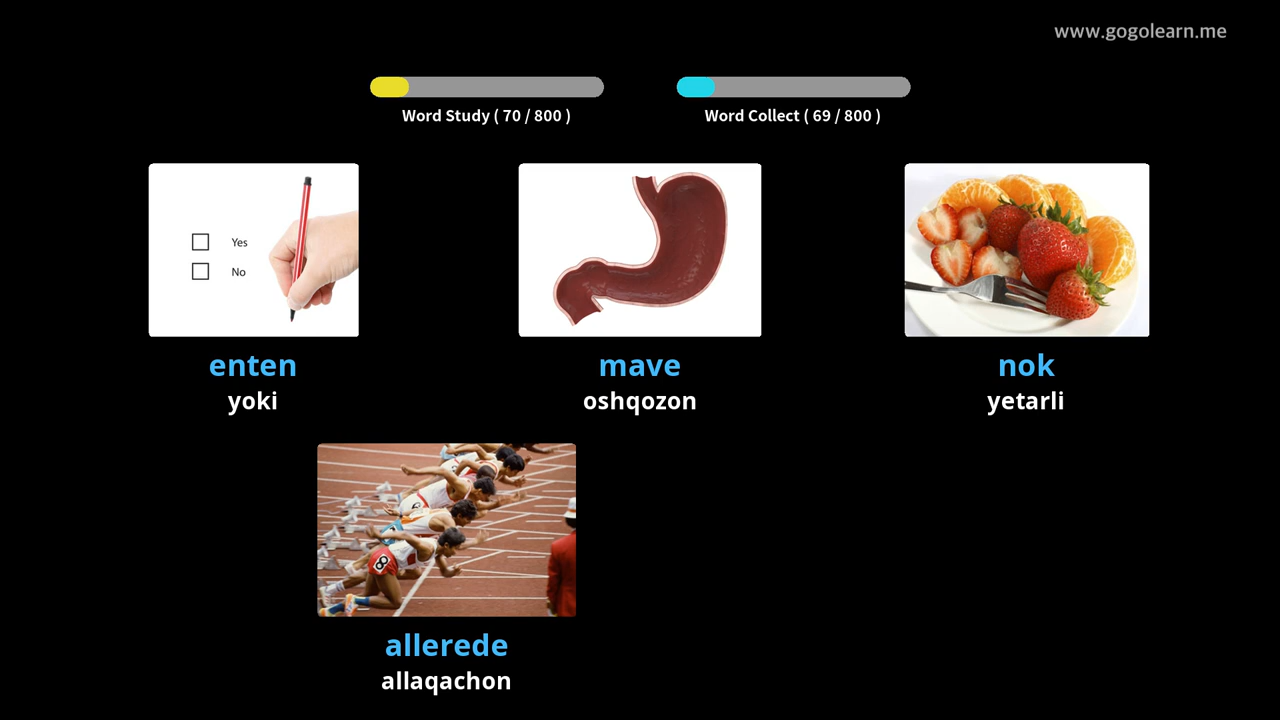 www.gogolearn.me
Word Study ( 70 / 800 )
Word Collect ( 69 / 800 )
Yes
No
enten
yoki
mave
oshqozon
nok
yetarli
8
allerede
allaqachon